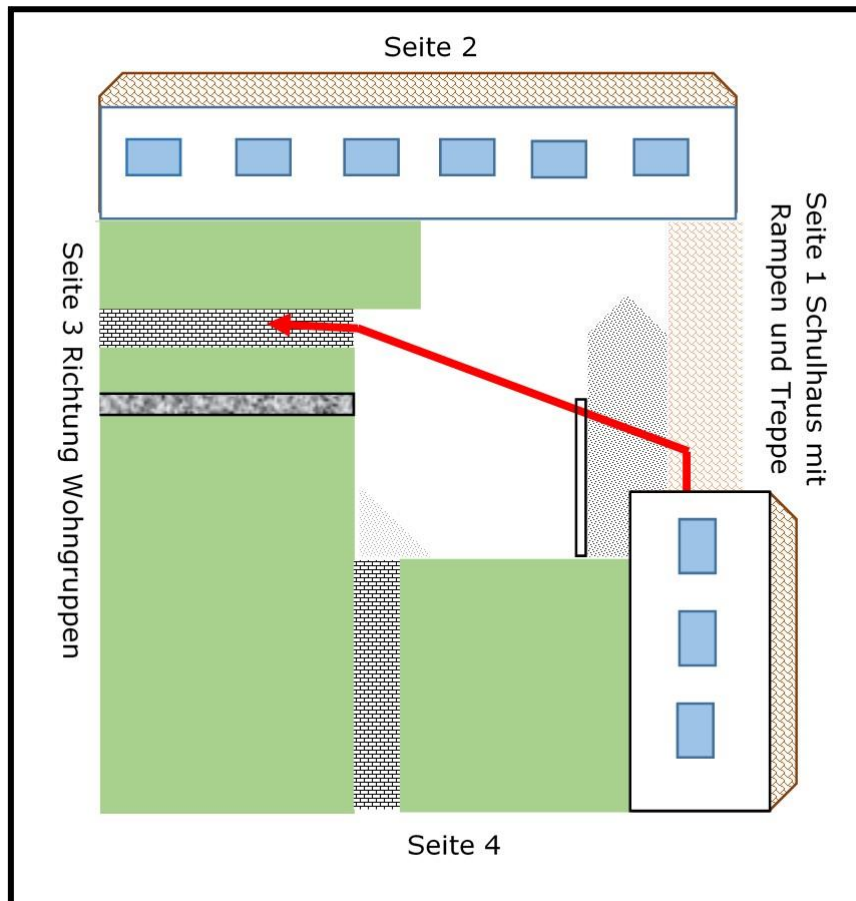 Seite 2
Seite 1 Schulhaus mit
Rampen und Treppe
Seite 3 Richtung Wohngruppen
Seite 4